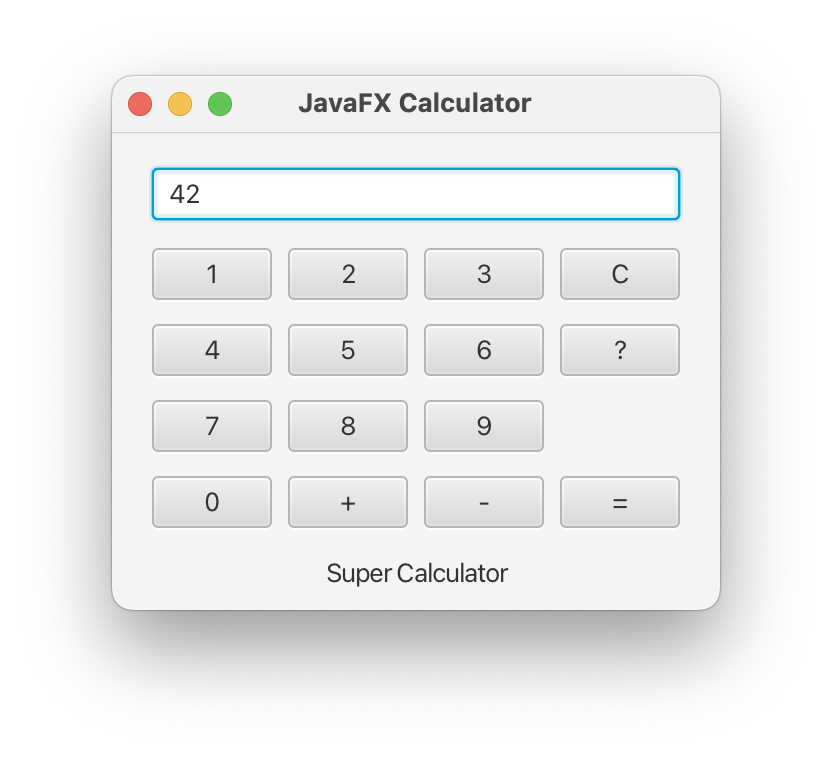 JavaFX Calculator
42
1 2 3 C
4 5 6 ?
7 8 9
0 + - =
Super Calculator